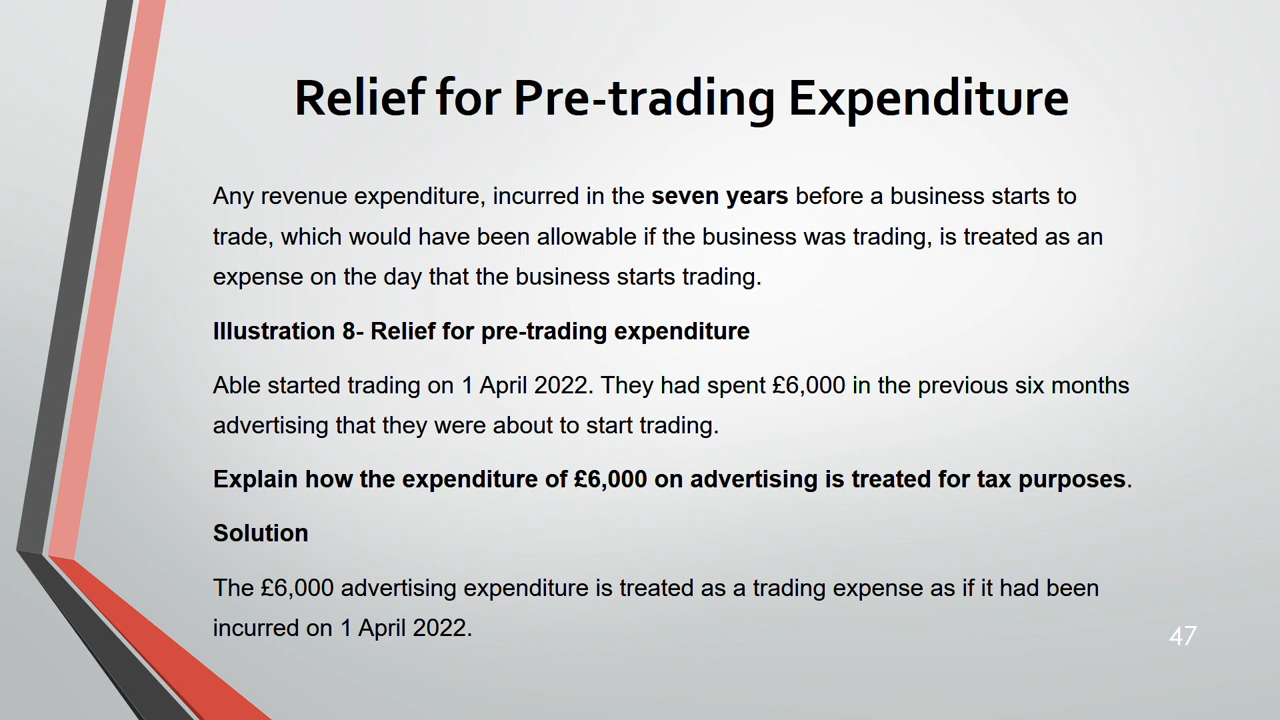 Relief for Pre-trading Expenditure
Any revenue expenditure, incurred in the seven years before a business starts to
trade, which would have been allowable if the business was trading, is treated as an
expense on the day that the business starts trading.
Illustration 8- Relief for pre-trading expenditure
Able started trading on 1 April 2022. They had spent £6,000 in the previous six months
advertising that they were about to start trading.
Explain how the expenditure of £6,000 on advertising is treated for tax purposes.
Solution
The £6,000 advertising expenditure is treated as a trading expense as if it had been
incurred on 1 April 2022.
47